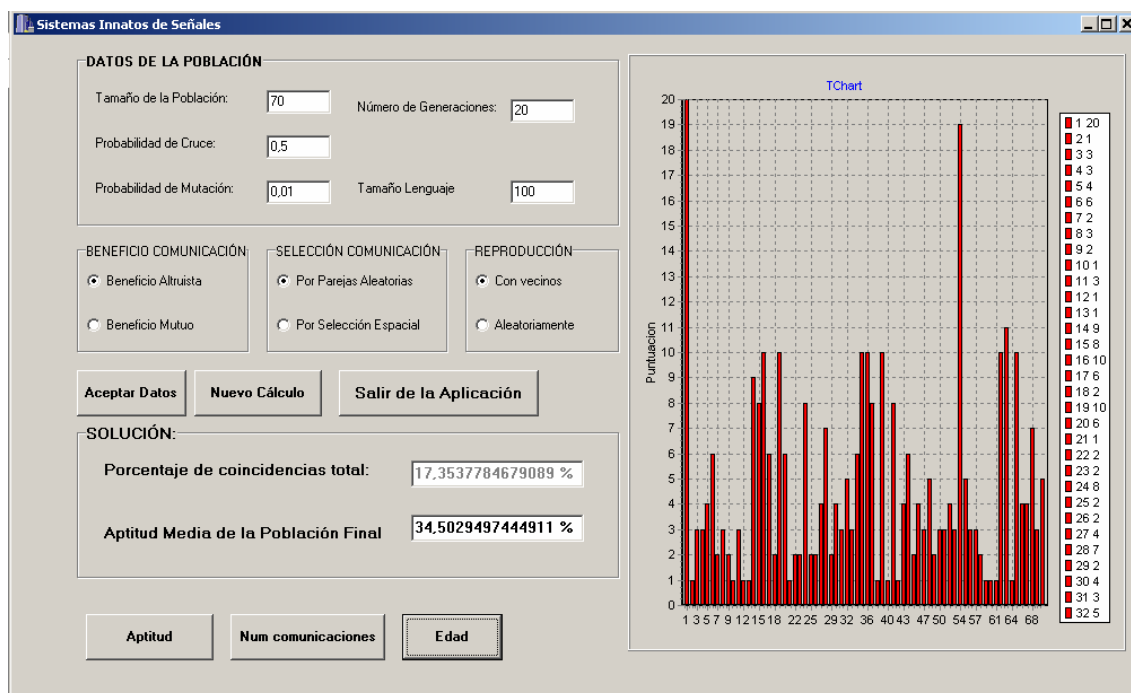 Sistemas Innatos de Señales
DATOS DE LA POBLACIÓN
Tamaño de la Población:
70
Número de Generaciones:
20
Probabilidad de Cruce:
0,5
Probabilidad de Mutación:
0,01
Tamaño Lenguaje
100
BENEFICIO COMUNICACIÓN
Beneficio Altruista
Beneficio Mutuo
SELECCIÓN COMUNICACIÓN
Por Parejas Aleatorias
Por Selección Espacial
REPRODUCCIÓN
Con vecinos
Aleatoriamente
Aceptar Datos
Nuevo Cálculo
Salir de la Aplicación
SOLUCIÓN:
Porcentaje de coincidencias total:
17,3537784679089 %
Aptitud Media de la Población Final
34,5029497444911 %
Aptitud
Num comunicaciones
Edad
TChart
Puntuacion
20
19
18
17
16
15
14
13
12
11
10
9
8
7
6
5
4
3
2
1
0
1 3 5 7 9 12 15 18 22 25 29 32 36 40 43 47 50 54 57 61 64 68
1 20
2 1
3 3
4 3
5 4
6 6
7 2
8 3
9 2
10 1
11 3
12 1
13 1
14 9
15 8
16 10
17 6
18 2
19 10
20 6
21 1
22 2
23 2
24 8
25 2
26 2
27 4
28 7
29 2
30 4
31 3
32 5